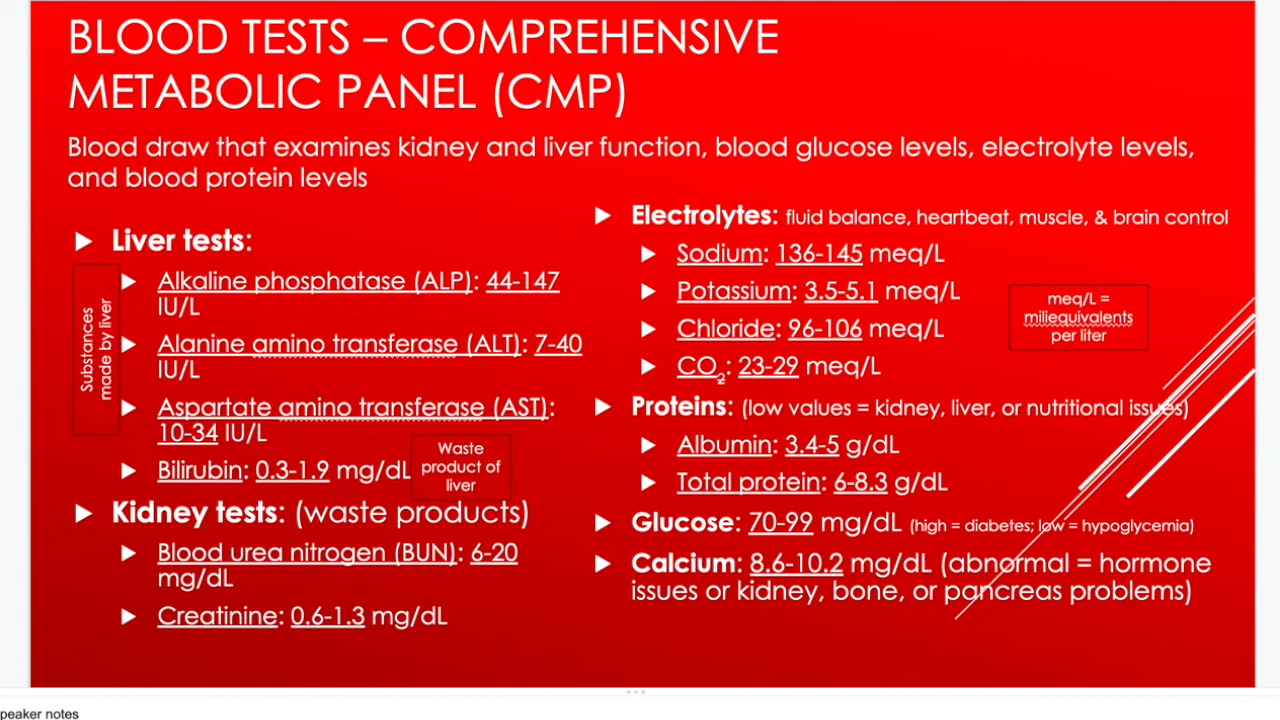 BLOOD TESTS – COMPREHENSIVE
METABOLIC PANEL (CMP)
Blood draw that examines kidney and liver function, blood glucose levels, electrolyte levels,
and blood protein levels
Liver tests:
Substances
made by liver
Alkaline phosphatase (ALP): 44-147
IU/L
Alanine amino transferase (ALT): 7-40
IU/L
Aspartate amino transferase (AST):
10-34 IU/L
Bilirubin: 0.3-1.9 mg/dL
Waste
product of
liver
Kidney tests: (waste products)
Blood urea nitrogen (BUN): 6-20
mg/dL
Creatinine: 0.6-1.3 mg/dL
Electrolytes: fluid balance, heartbeat, muscle, & brain control
Sodium: 136-145 meq/L
Potassium: 3.5-5.1 meq/L
Chloride: 96-106 meq/L
CO₂: 23-29 meq/L
meq/L =
miliequivalents
per liter
Proteins: (low values = kidney, liver, or nutritional issues)
Albumin: 3.4-5 g/dL
Total protein: 6-8.3 g/dL
Glucose: 70-99 mg/dL (high = diabetes; low = hypoglycemia)
Calcium: 8.6-10.2 mg/dL (abnormal = hormone
issues or kidney, bone, or pancreas problems)
peaker notes